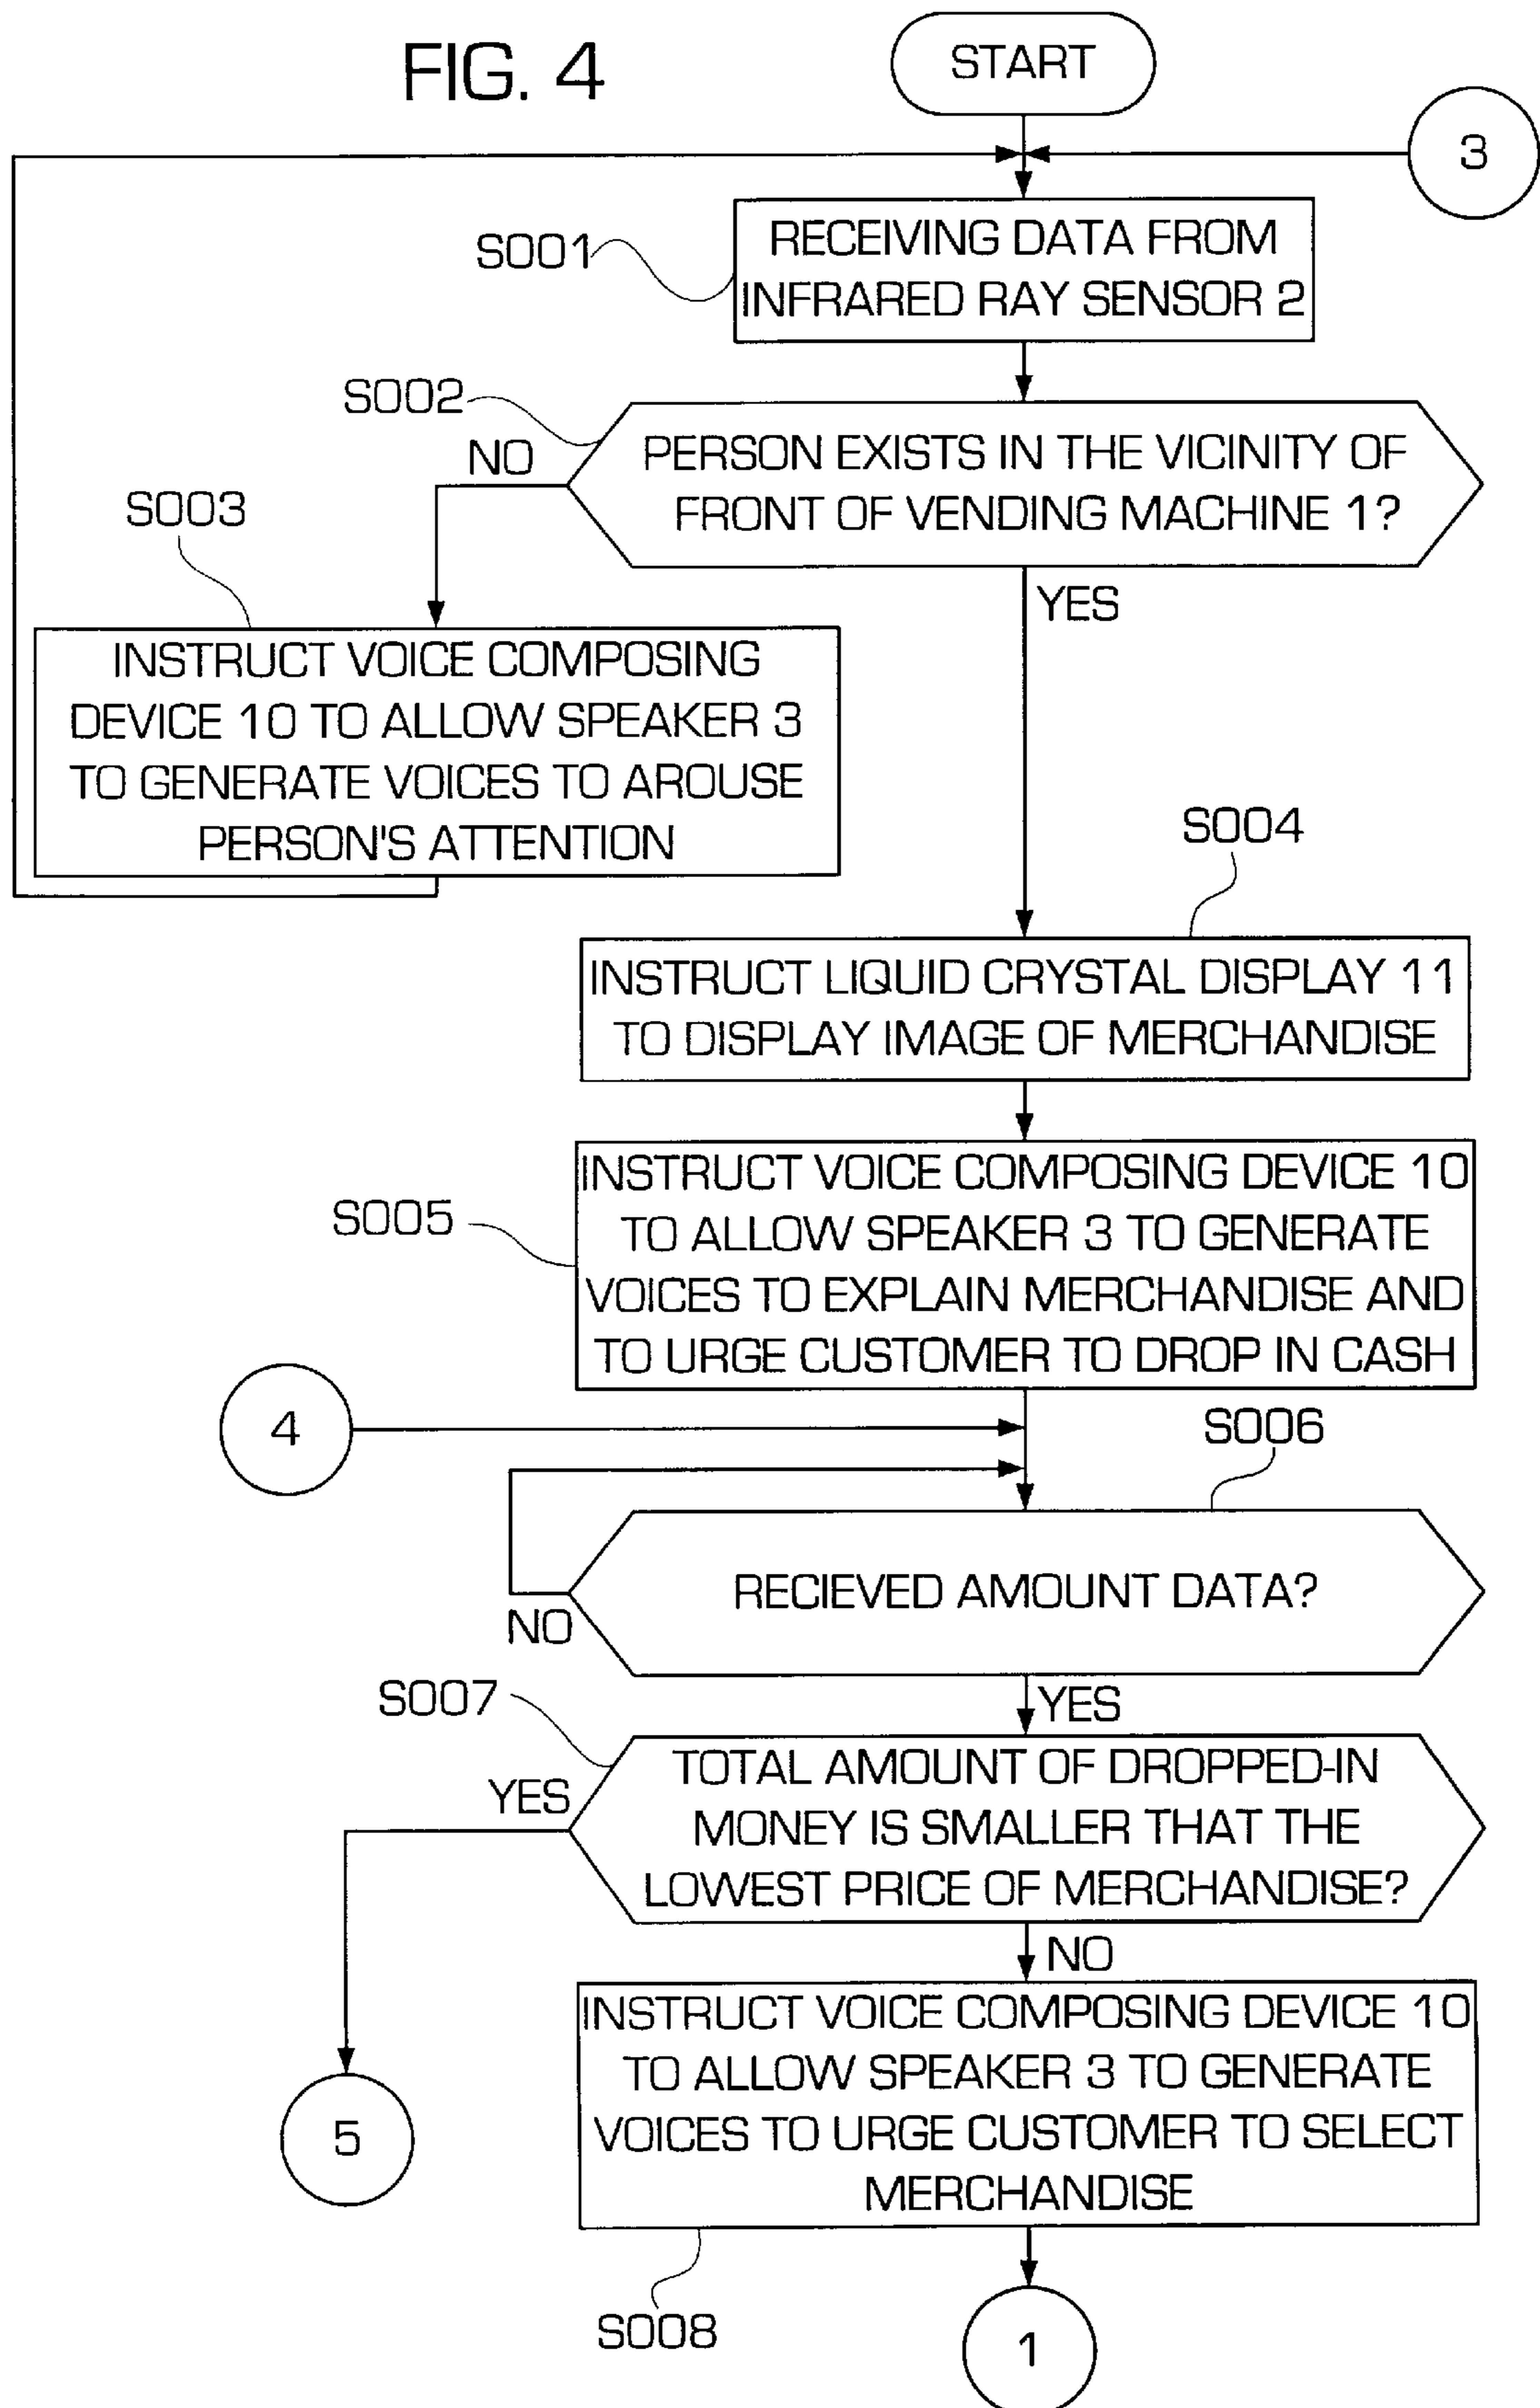 FIG. 4
START
3
S001
RECEIVING DATA FROM
INFRARED RAY SENSOR 2
S002
NO
PERSON EXISTS IN THE VICINITY OF
FRONT OF VENDING MACHINE 1?
S003
YES
INSTRUCT VOICE COMPOSING
DEVICE 10 TO ALLOW SPEAKER 3
TO GENERATE VOICES TO AROUSE
PERSON'S ATTENTION
S004
INSTRUCT LIQUID CRYSTAL DISPLAY 11
TO DISPLAY IMAGE OF MERCHANDISE
S005
INSTRUCT VOICE COMPOSING DEVICE 10
TO ALLOW SPEAKER 3 TO GENERATE
VOICES TO EXPLAIN MERCHANDISE AND
TO URGE CUSTOMER TO DROP IN CASH
4
S006
RECIEVED AMOUNT DATA?
NO
YES
S007
YES
TOTAL AMOUNT OF DROPPED-IN
MONEY IS SMALLER THAT THE
LOWEST PRICE OF MERCHANDISE?
NO
INSTRUCT VOICE COMPOSING DEVICE 10
TO ALLOW SPEAKER 3 TO GENERATE
VOICES TO URGE CUSTOMER TO SELECT
MERCHANDISE
5
S008
1